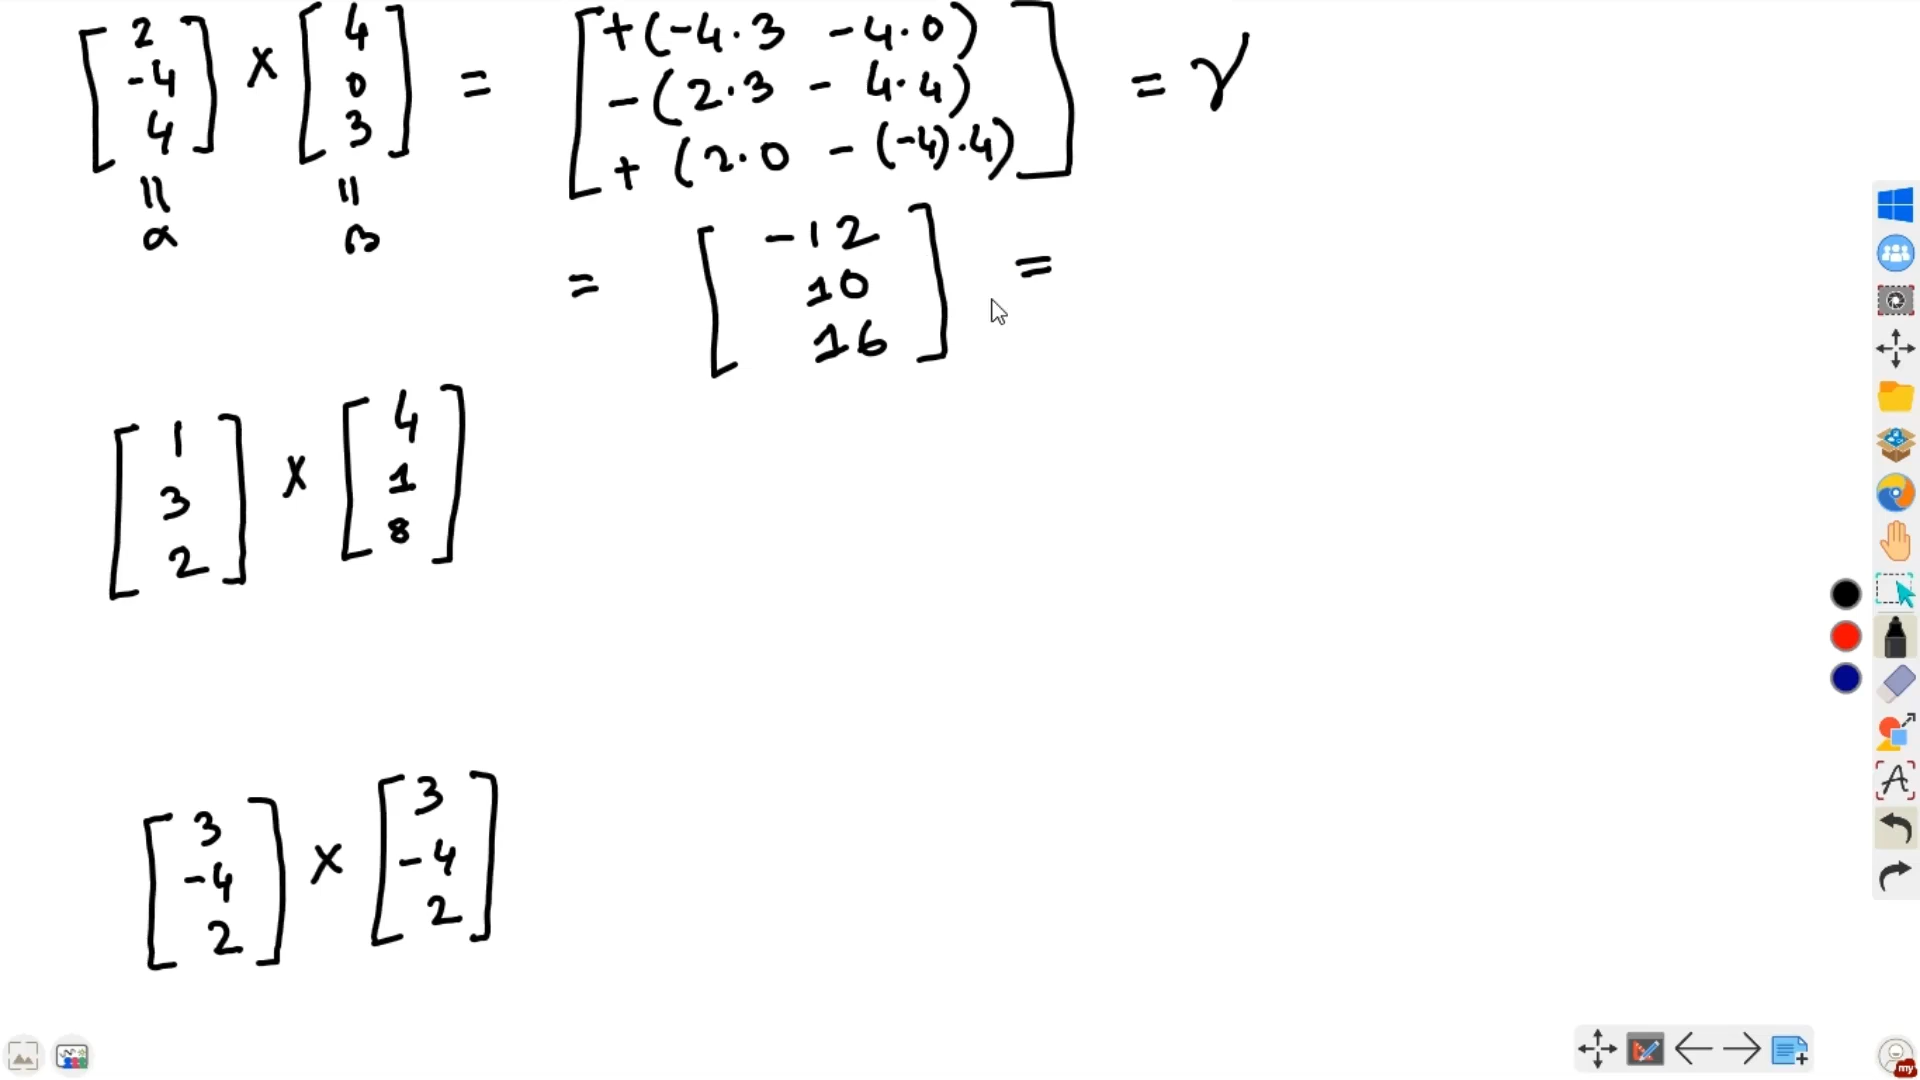 [2 -4 4] × [4 0 3] = [+(-4·3 -4·0) -(2·3 - 4·4) +(2·0 - (-4)·4)] = γ
|| ||
α β
= [-12 10 16] =
[1 3 2] × [4 1 8]
[3 -4 2] × [3 -4 2]
A
my